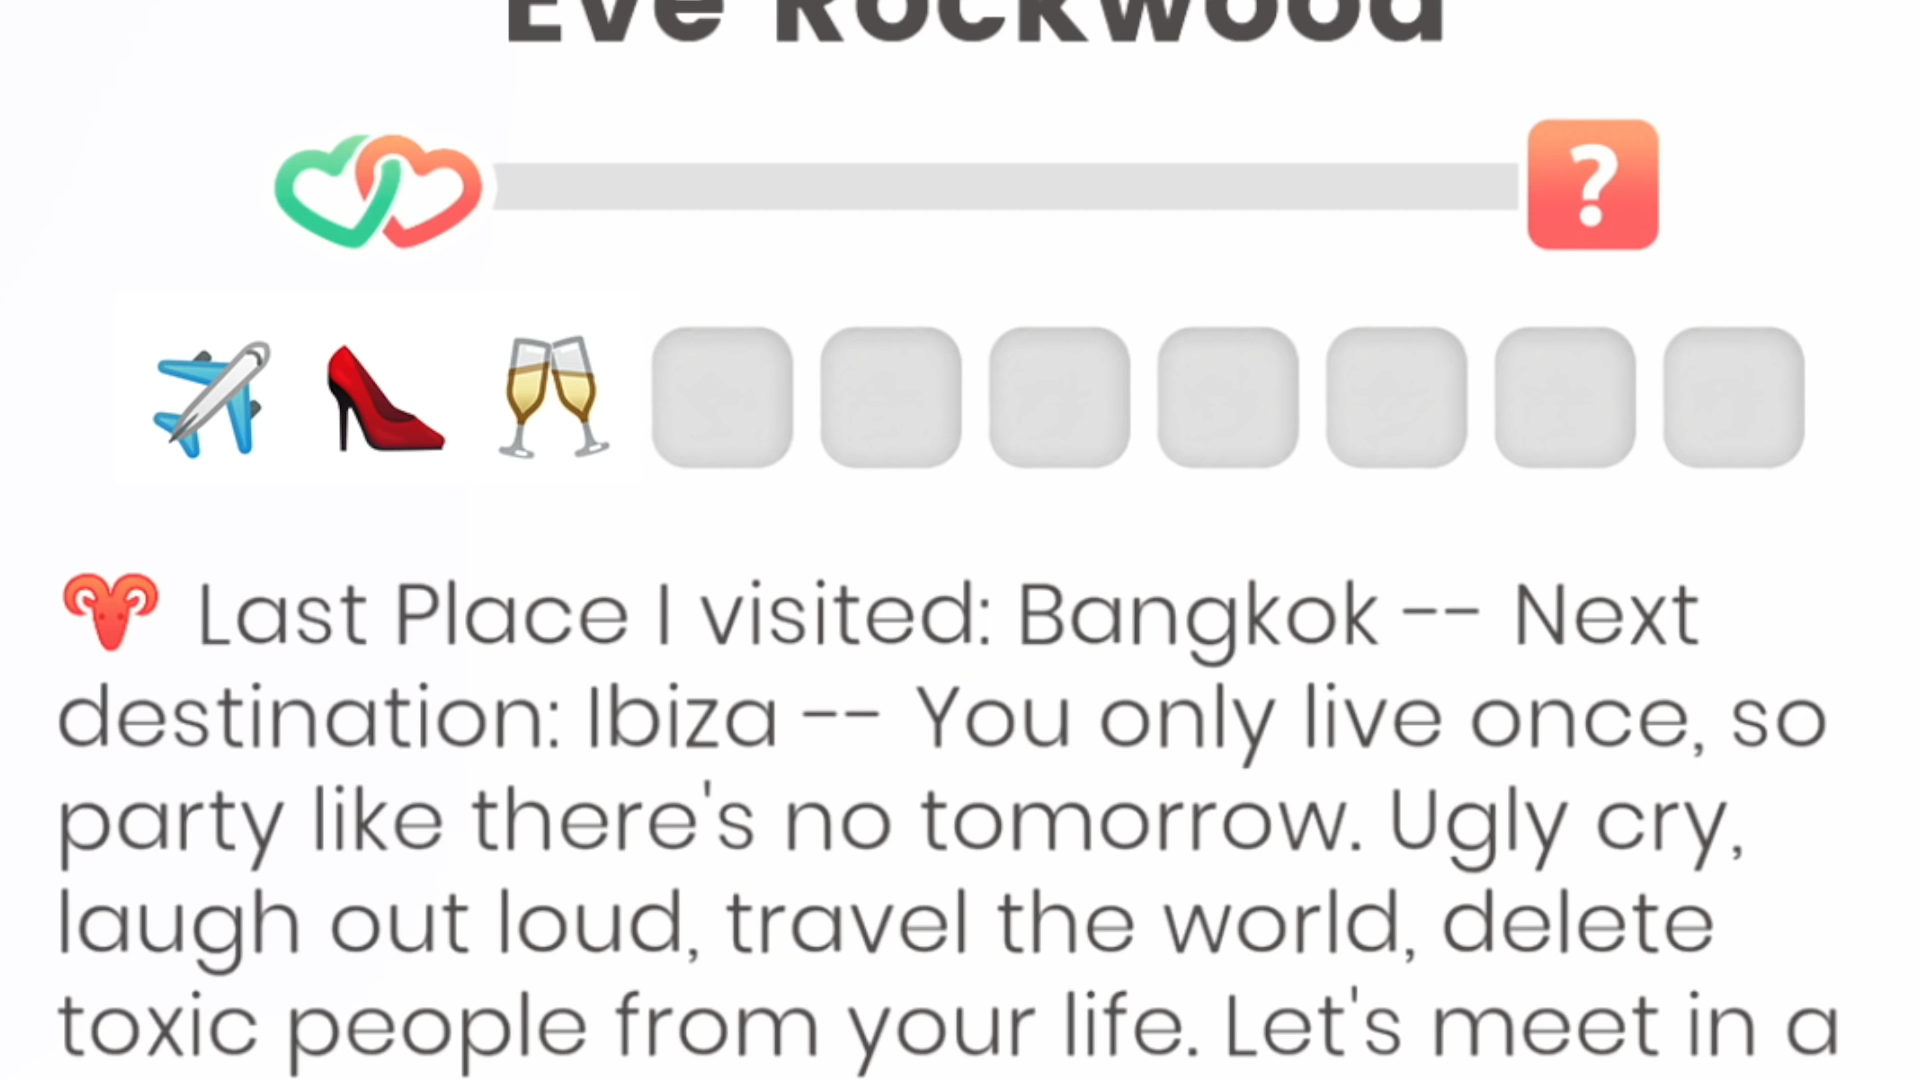 Eve Rockwood
?
Last Place I visited: Bangkok -- Next
destination: Ibiza -- You only live once, so
party like there's no tomorrow. Ugly cry,
laugh out loud, travel the world, delete
toxic people from your life. Let's meet in a